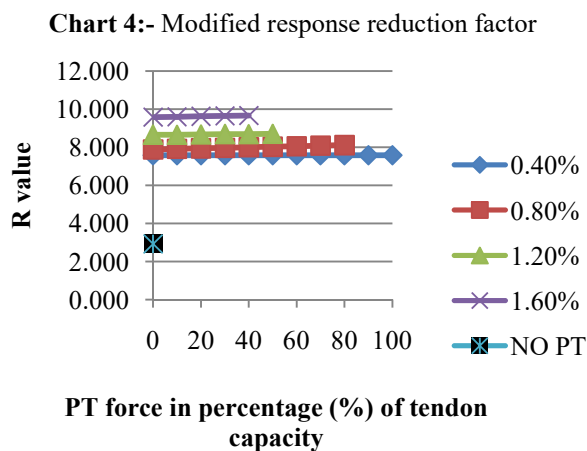 Chart 4:- Modified response reduction factor
12.000
10.000
8.000
6.000
4.000
2.000
0.000
R value
0 20 40 60 80 100
PT force in percentage (%) of tendon
capacity
0.40%
0.80%
1.20%
1.60%
NO PT